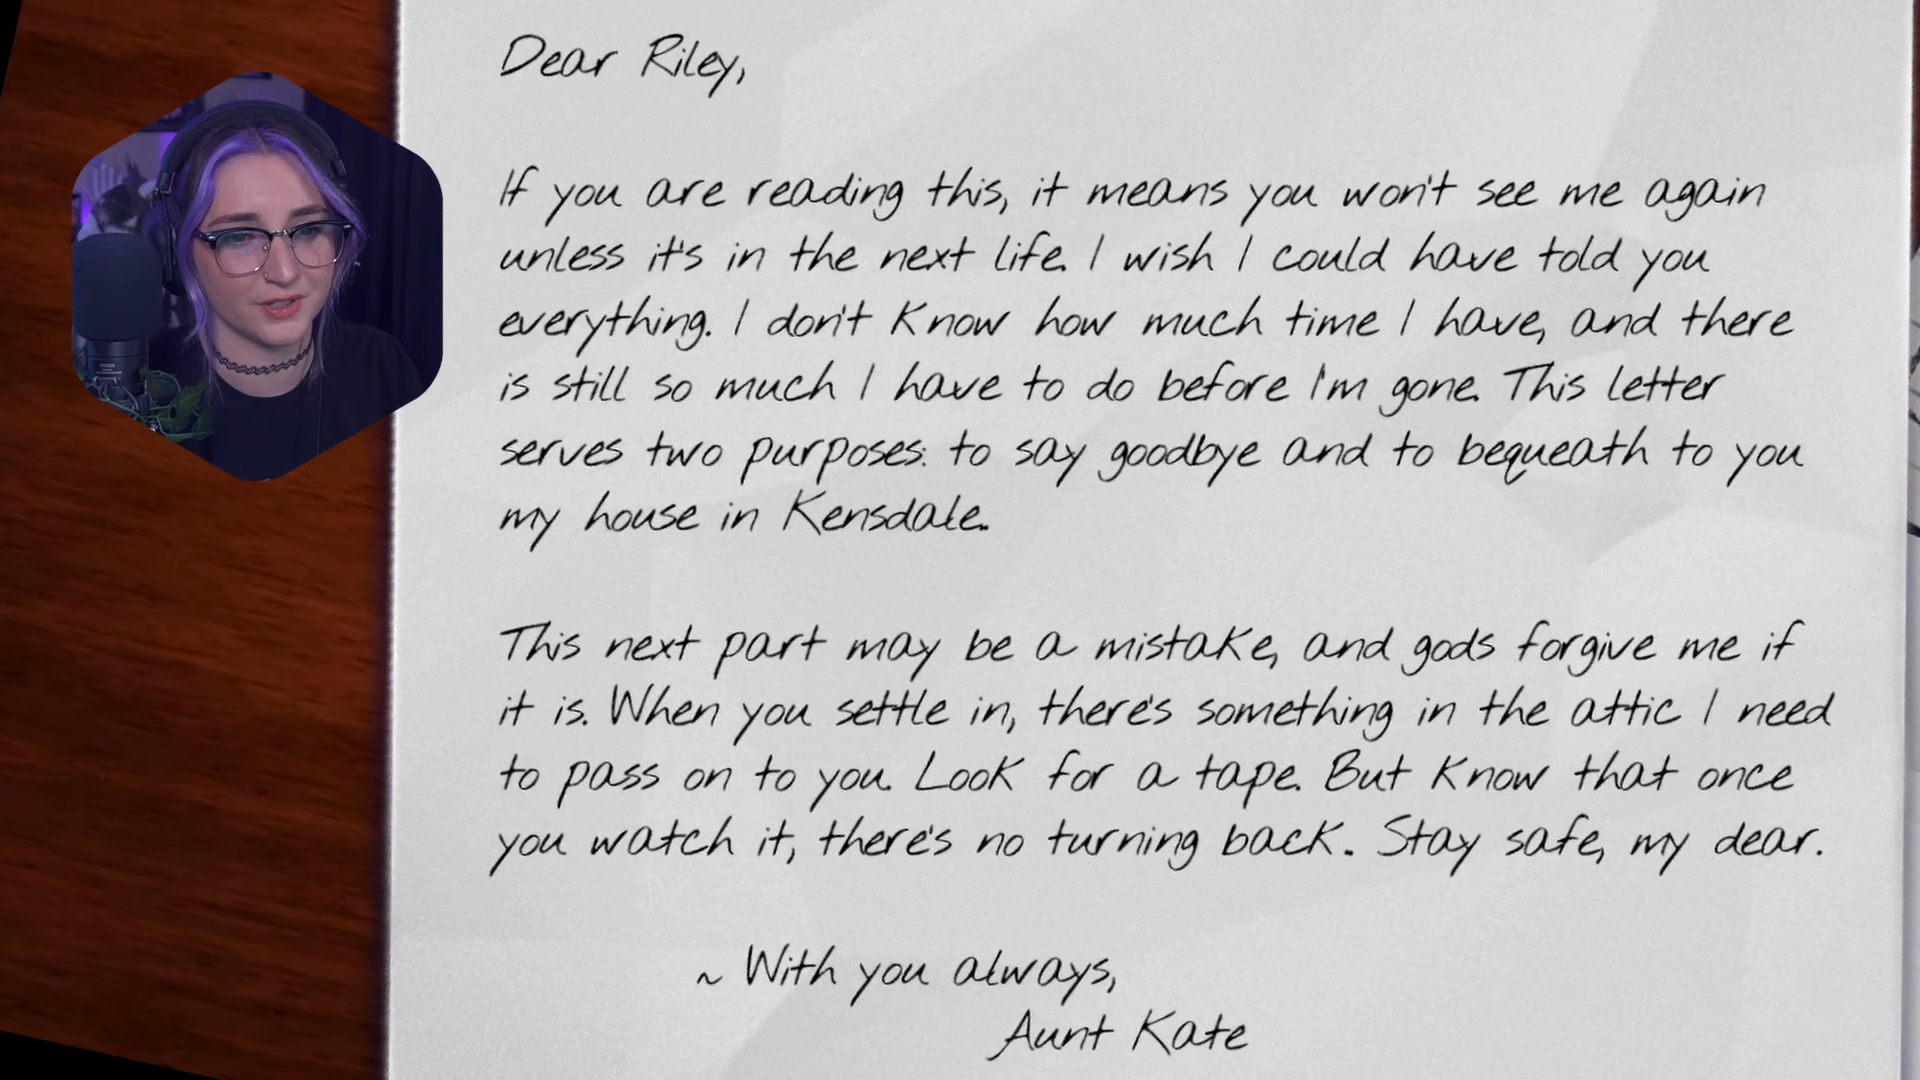 Dear Riley,
If you are reading this, it means you won't see me again
unless it's in the next life. I wish I could have told you
everything. I don't know how much time I have, and there
is still so much I have to do before I'm gone. This letter
serves two purposes: to say goodbye and to bequeath to you
my house in Kensdale.
This next part may be a mistake, and gods forgive me if
it is. When you settle in, there's something in the attic I need
to pass on to you. Look for a tape. But know that once
you watch it, there's no turning back. Stay safe, my dear.
~ With you always,
Aunt Kate